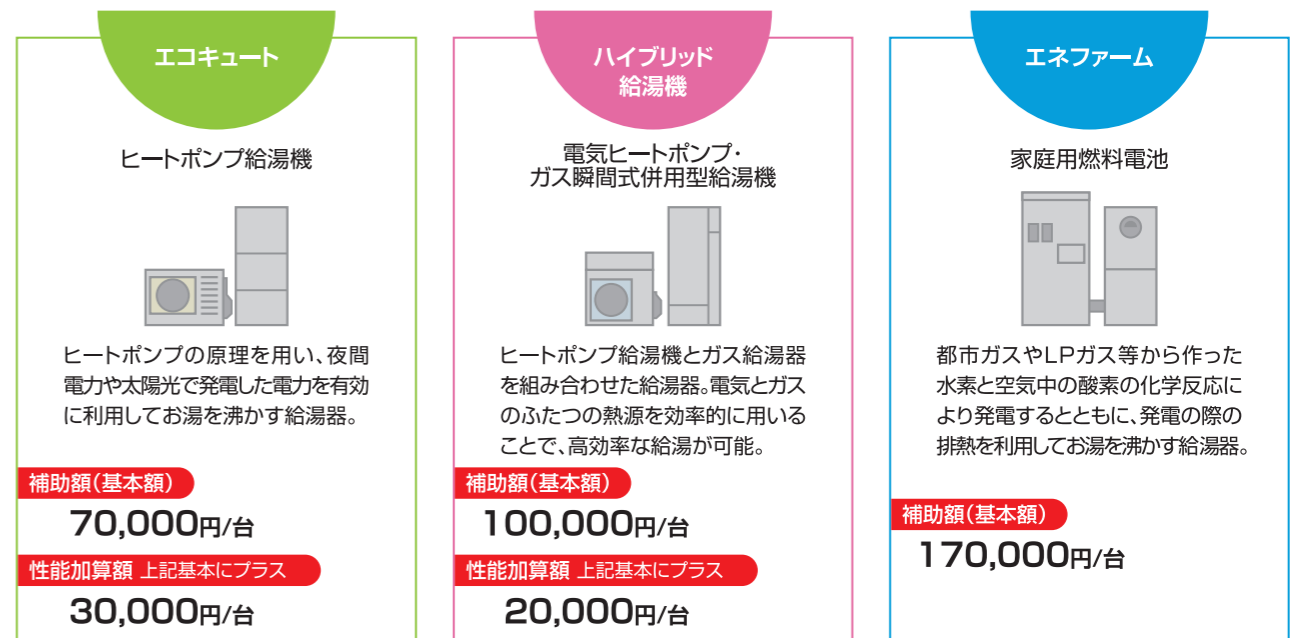 エコキュート
ヒートポンプ給湯機
ヒートポンプの原理を用い、夜間
電力や太陽光で発電した電力を有効
に利用してお湯を沸かす給湯器。
補助額(基本額)
70,000円/台
性能加算額 上記基本にプラス
30,000円/台
ハイブリッド
給湯機
電気ヒートポンプ・
ガス瞬間式併用型給湯機
ヒートポンプ給湯機とガス給湯器
を組み合わせた給湯器。電気とガス
のふたつの熱源を効率的に用いる
ことで、高効率な給湯が可能。
補助額(基本額)
100,000円/台
性能加算額 上記基本にプラス
20,000円/台
エネファーム
家庭用燃料電池
都市ガスやLPガス等から作った
水素と空気中の酸素の化学反応に
より発電するとともに、発電の際の
排熱を利用してお湯を沸かす給湯器。
補助額(基本額)
170,000円/台